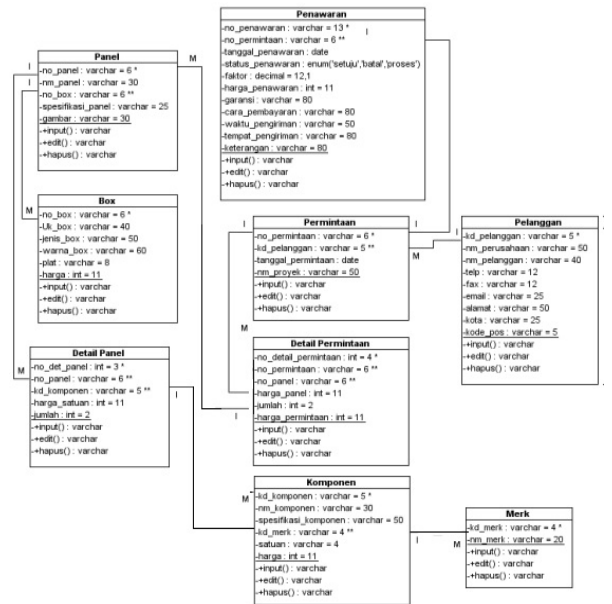 Penawaran
-no_penawaran : varchar = 13 *
-no_permintaan : varchar = 6 **
-tanggal_penawaran : date
-status_penawaran : enum('setuju','batal','proses')
-faktor : decimal = 12,1
-harga_penawaran : int = 11
-garansi : varchar = 80
-cara_pembayaran : varchar = 80
-waktu_pengiriman : varchar = 50
-tempat_pengiriman : varchar = 80
-keterangan : varchar = 80
-+input() : varchar
-+edit() : varchar
-+hapus() : varchar
I
Panel
-no_panel : varchar = 6 *
-nm_panel : varchar = 30
-no_box : varchar = 6 **
-spesifikasi_panel : varchar = 25
-gambar : varchar = 30
-+input() : varchar
-+edit() : varchar
-+hapus() : varchar
I
I
M
Box
-no_box : varchar = 6 *
-Uk_box : varchar = 40
-jenis_box : varchar = 50
-warna_box : varchar = 60
-plat : varchar = 8
-harga : int = 11
-+input() : varchar
-+edit() : varchar
-+hapus() : varchar
M
Permintaan
-no_permintaan : varchar = 6 *
-kd_pelanggan : varchar = 5 **
-tanggal_permintaan : date
-nm_proyek : varchar = 50
-+input() : varchar
-+edit() : varchar
-+hapus() : varchar
I
I
M
Pelanggan
-kd_pelanggan : varchar = 5 *
-nm_perusahaan : varchar = 50
-nm_pelanggan : varchar = 40
-telp : varchar = 12
-fax : varchar = 12
-email : varchar = 25
-alamat : varchar = 50
-kota : varchar = 25
-kode_pos : varchar = 5
-+input() : varchar
-+edit() : varchar
-+hapus() : varchar
I
Detail Panel
-no_det_panel : int = 3 *
-no_panel : varchar = 6 **
-kd_komponen : varchar = 5 **
-harga_satuan : int = 11
-jumlah : int = 2
-+input() : varchar
-+edit() : varchar
-+hapus() : varchar
M
I
Detail Permintaan
-no_detail_permintaan : int = 4 *
-no_permintaan : varchar = 6 **
-no_panel : varchar = 6 **
-harga_panel : int = 11
-jumlah : int = 2
-harga_permintaan : int = 11
-+input() : varchar
-+edit() : varchar
-+hapus() : varchar
M
I
Komponen
-kd_komponen : varchar = 5 *
-nm_komponen : varchar = 30
-spesifikasi_komponen : varchar = 50
-kd_merk : varchar = 4 **
-satuan : varchar = 4
-harga : int = 11
-+input() : varchar
-+edit() : varchar
-+hapus() : varchar
M
I
Merk
-kd_merk : varchar = 4 *
-nm_merk : varchar = 20
-+input() : varchar
-+edit() : varchar
-+hapus() : varchar
M